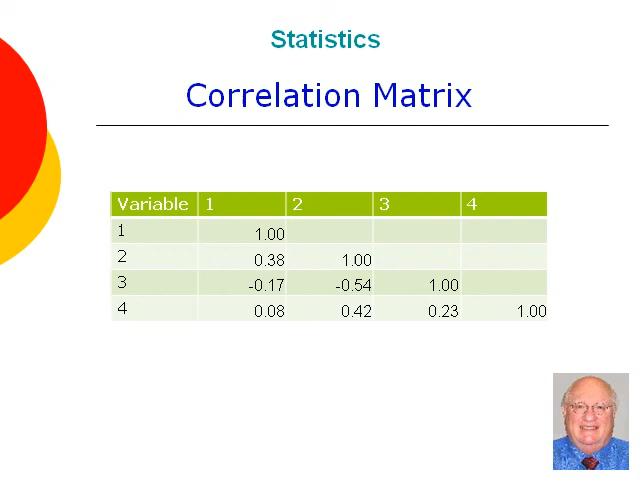 Statistics
Correlation Matrix
Variable 1 2 3 4
1 1.00
2 0.38 1.00
3 -0.17 -0.54 1.00
4 0.08 0.42 0.23 1.00